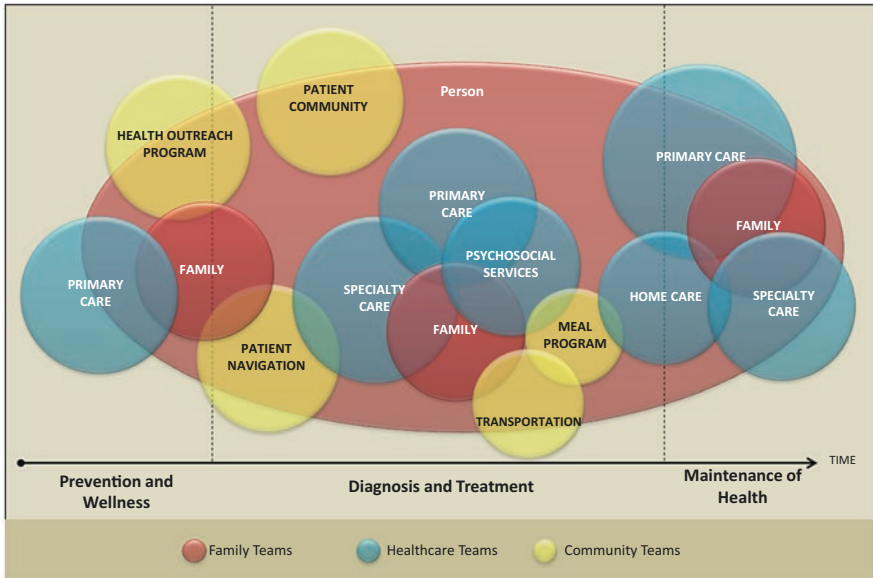 PATIENT
COMMUNITY
Person
HEALTH OUTREACH
PROGRAM
PRIMARY CARE
PRIMARY
CARE
FAMILY
PSYCHOSOCIAL
SERVICES
FAMILY
PRIMARY
CARE
SPECIALTY
CARE
HOME CARE
SPECIALTY
CARE
FAMILY
MEAL
PROGRAM
PATIENT
NAVIGATION
TRANSPORTATION
TIME
Prevention and
Wellness
Diagnosis and Treatment
Maintenance of
Health
Family Teams
Healthcare Teams
Community Teams